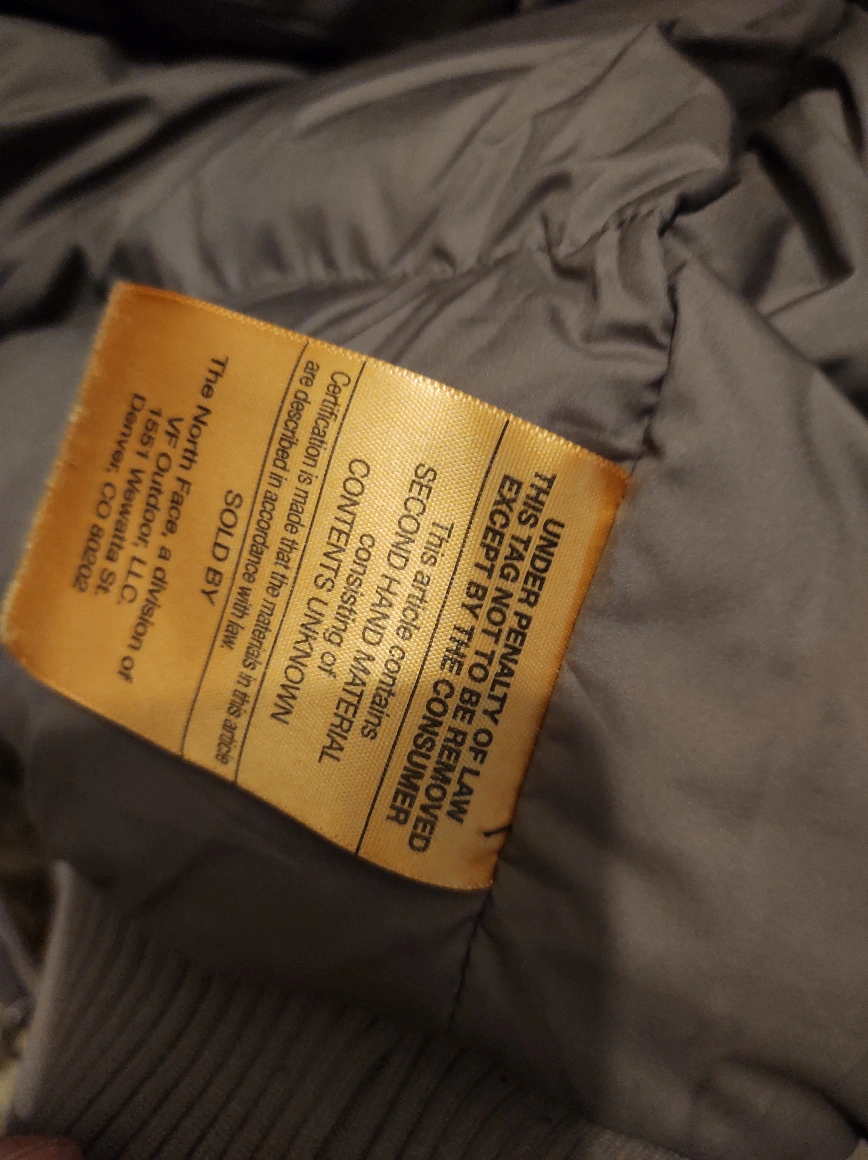 UNDER PENALTY OF LAW
THIS TAG NOT TO BE REMOVED
EXCEPT BY THE CONSUMER
This article contains
SECOND HAND MATERIAL
consisting of
CONTENTS UNKNOWN
Certification is made that the materials in this article
are described in accordance with law.
SOLD BY
The North Face, a division of
VF Outdoor, LLC.
1551 Wewatta St.
Denver, CO 80202